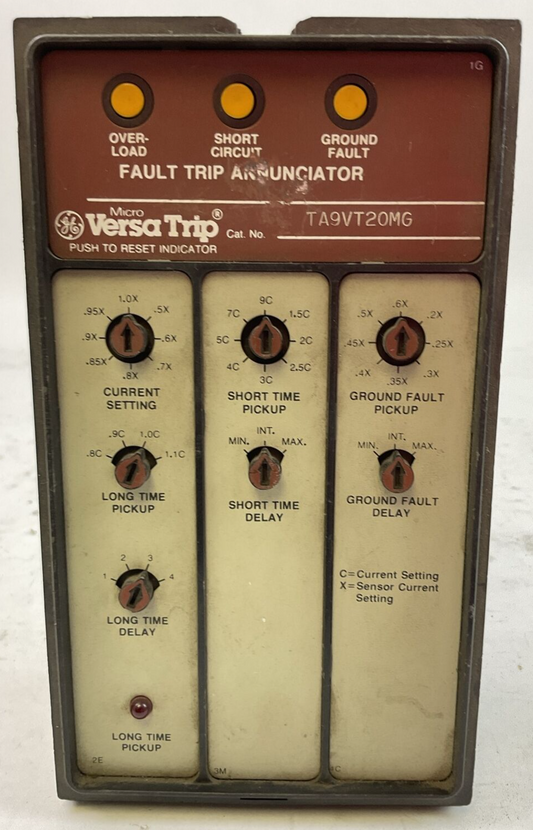 1G
OVER-
LOAD
SHORT
CIRCUIT
GROUND
FAULT
FAULT TRIP ANNUNCIATOR
GE Micro
Versa Trip®
Cat. No. TA9VT20MG
PUSH TO RESET INDICATOR
1.0X
.95X .5X
.9X .6X
.85X .7X
.8X
CURRENT
SETTING
.9C 1.0C
.8C 1.1C
LONG TIME
PICKUP
2 3
1 4
LONG TIME
DELAY
LONG TIME
PICKUP
2E
9C
7C 1.5C
5C 2C
4C 2.5C
3C
SHORT TIME
PICKUP
INT.
MIN. MAX.
SHORT TIME
DELAY
3M
.6X
.5X .2X
.45X .25X
.4X .3X
.35X
GROUND FAULT
PICKUP
INT.
MIN. MAX.
GROUND FAULT
DELAY
C=Current Setting
X=Sensor Current
Setting